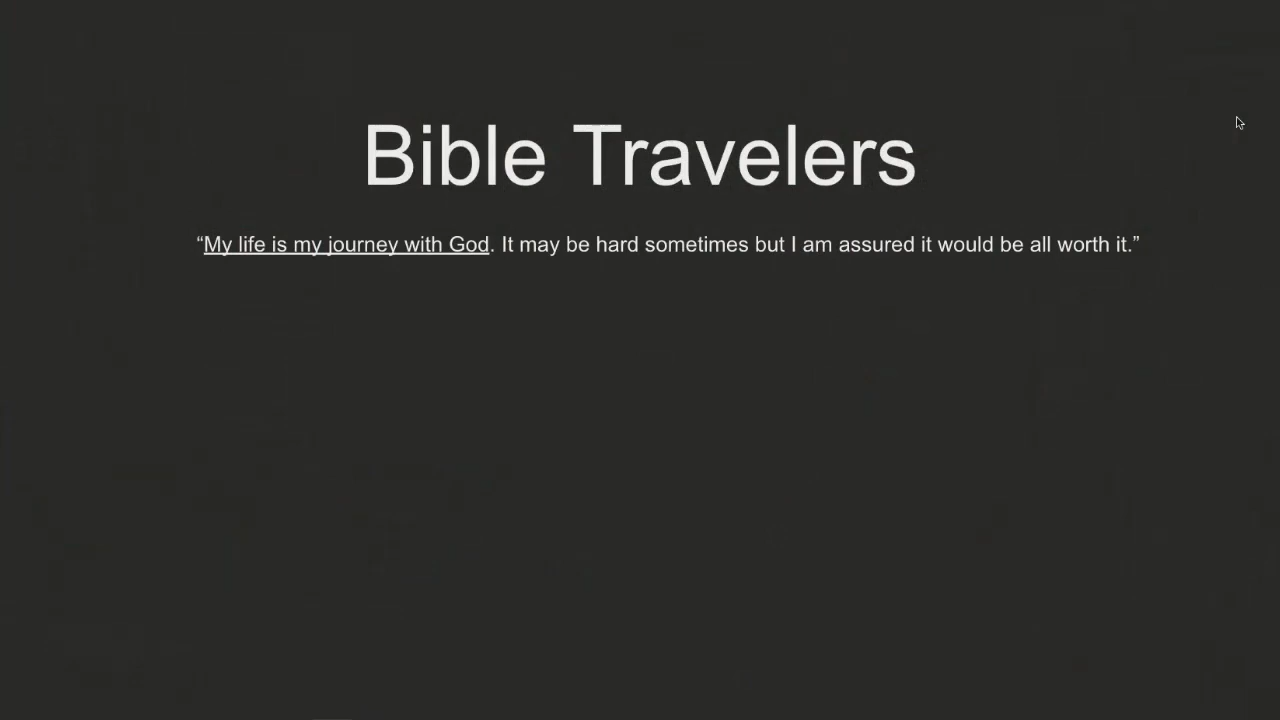 Bible Travelers
“My life is my journey with God. It may be hard sometimes but I am assured it would be all worth it.”